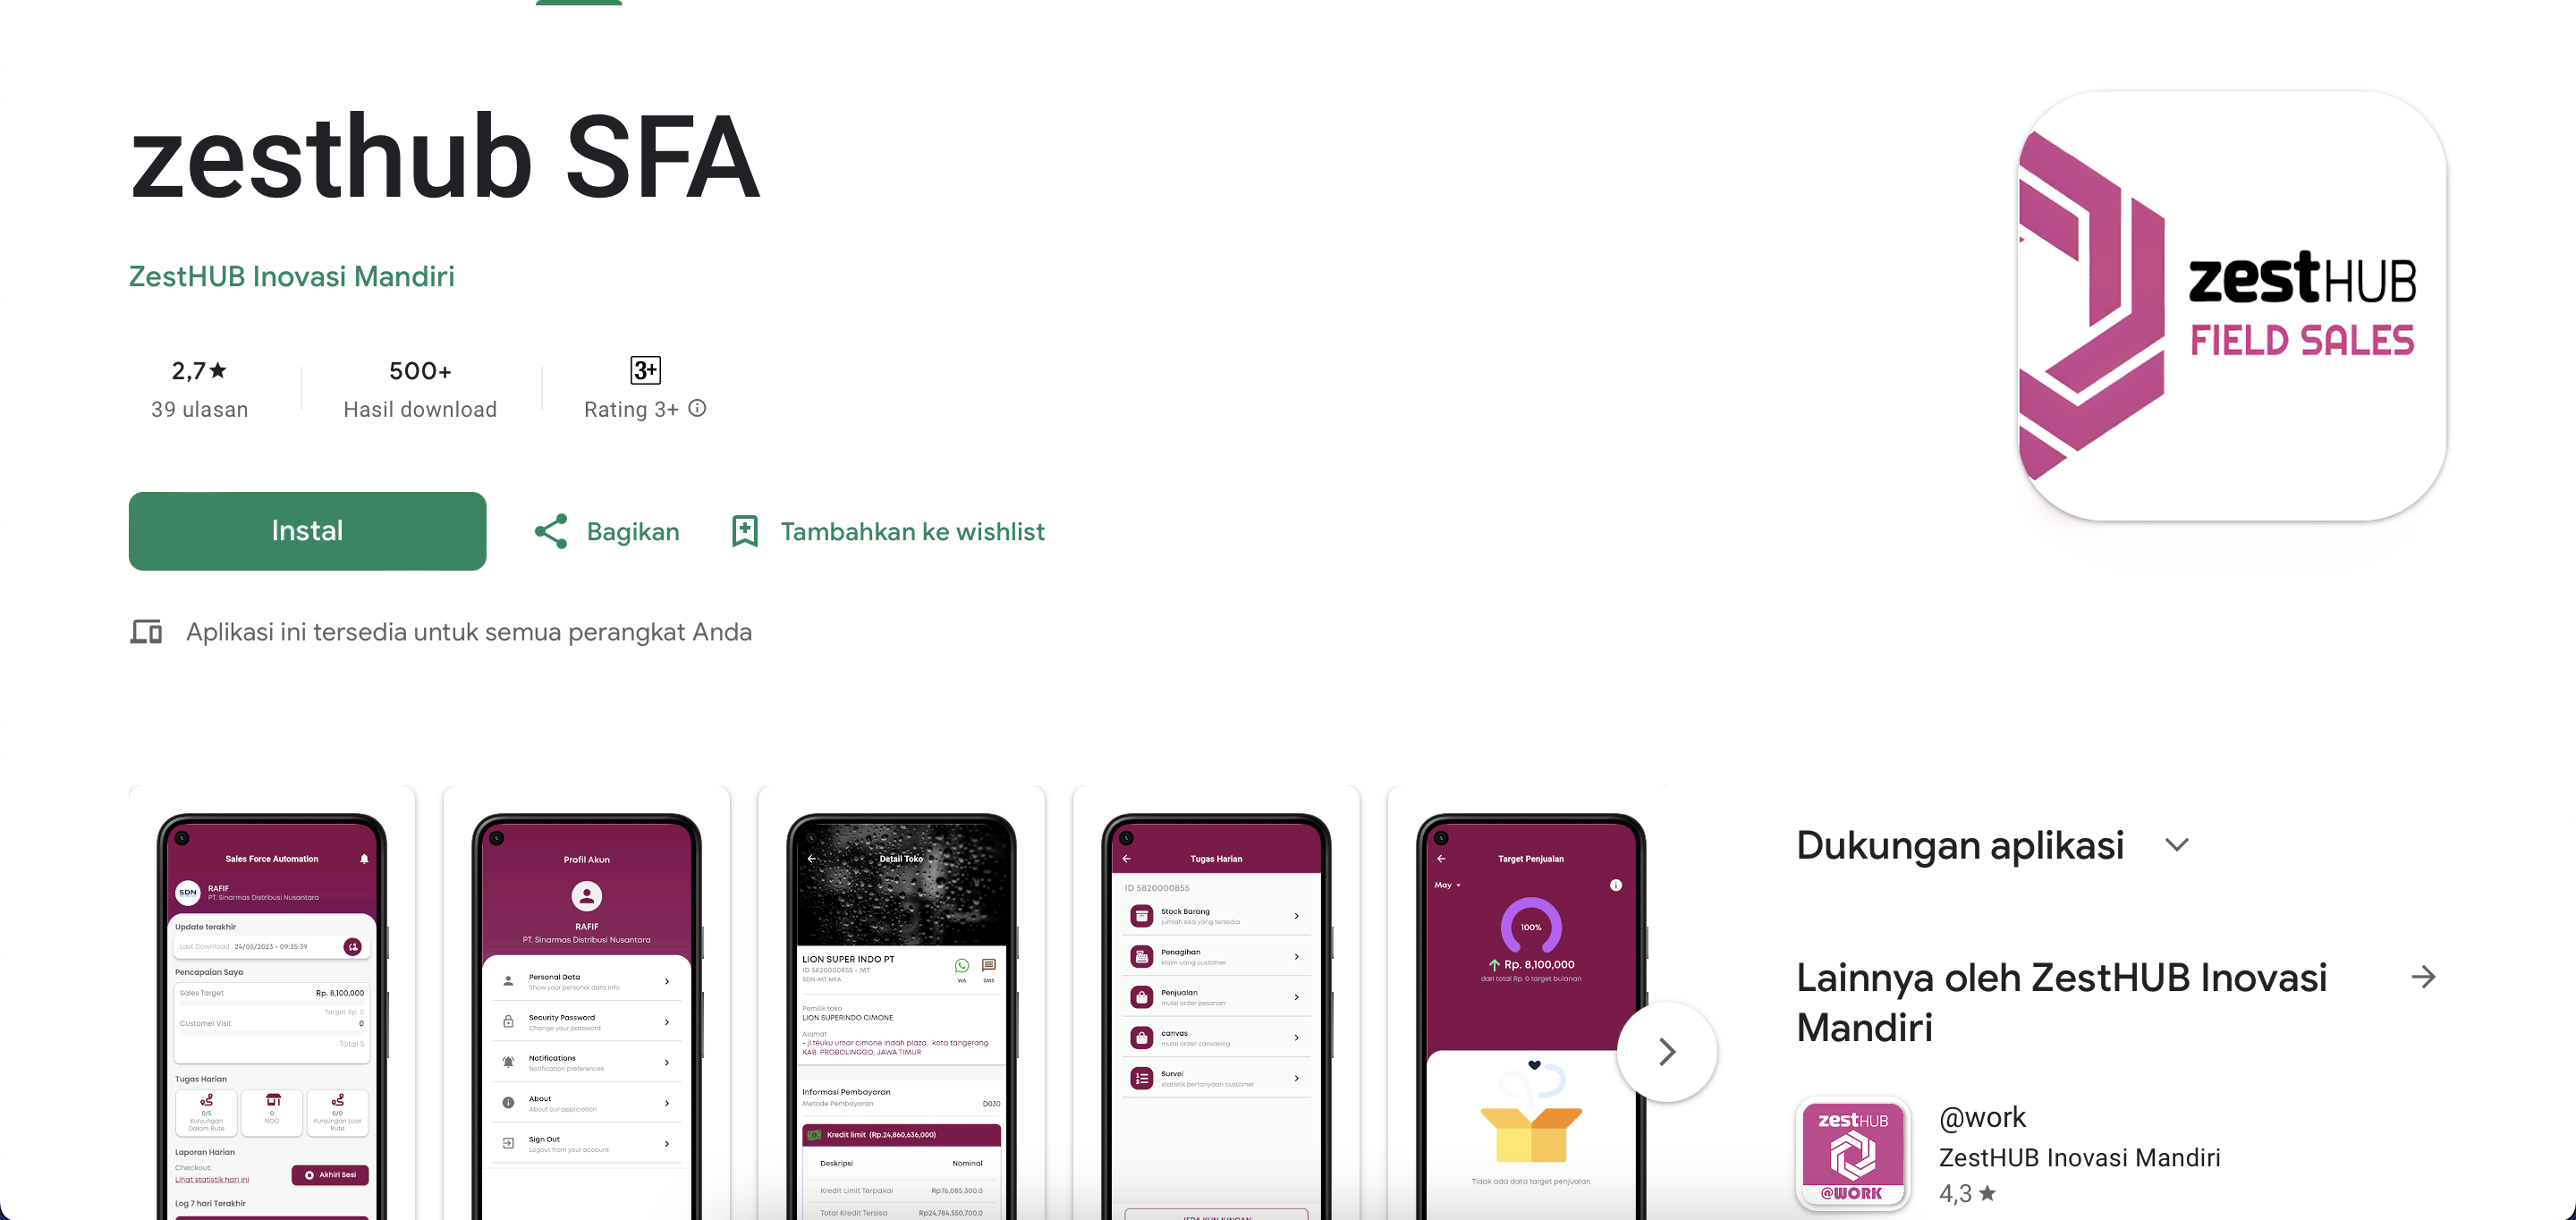 zesthub SFA
ZestHUB Inovasi Mandiri
2,7★
39 ulasan
500+
Hasil download
3+
Rating 3+
Instal
Bagikan
Tambahkan ke wishlist
Aplikasi ini tersedia untuk semua perangkat Anda
zestHUB
FIELD SALES
Sales Force Automation
SDN
RAFIF
PT. Sinarmas Distribusi Nusantara
Update terakhir
Last Download : 24/05/2023 - 09:35:39
Pencapaian Saya
Sales Target Rp. 8,100,000
Target Rp. 0
Customer Visit 0
Total 5
Tugas Harian
0/5
Kunjungan
Dalam Rute
0
NOO
0/0
Kunjungan Luar
Rute
Laporan Harian
Checkout:
Lihat statistik hari ini
Akhiri Sesi
Log 7 hari Terakhir
Profil Akun
RAFIF
PT. Sinarmas Distribusi Nusantara
Personal Data
Show your personal data info
Security Password
Change your password
Notifications
Notification preferences
About
About our application
Sign Out
Logout from your account
Detail Toko
LION SUPER INDO PT
ID 5820000855 - MT
SDN-MT NKA
WA
SMS
Pemilik toko
LION SUPERINDO CIMONE
Alamat
- jl.teuku umar cimone indah plaza, kota tangerang
KAB. PROBOLINGGO, JAWA TIMUR
Informasi Pembayaran
Metode Pembayaran D030
Kredit limit (Rp.24,860,636,000)
Deskripsi Nominal
Kredit Limit Terpakai Rp76,085,300.0
Total Kredit Tersisa Rp24,784,550,700.0
Tugas Harian
ID 5820000855
Stock Barang
jumlah sisa yang tersedia
Penagihan
klaim uang customer
Penjualan
mulai order pesanan
canvas
mulai order canvasing
Survei
statistik pertanyaan customer
JEDA KUNJUNGAN
Target Penjualan
May
100%
Rp. 8,100,000
dari total Rp. 0 target bulanan
Tidak ada data target penjualan
Dukungan aplikasi
Lainnya oleh ZestHUB Inovasi
Mandiri
zestHUB
@WORK
@work
ZestHUB Inovasi Mandiri
4,3★